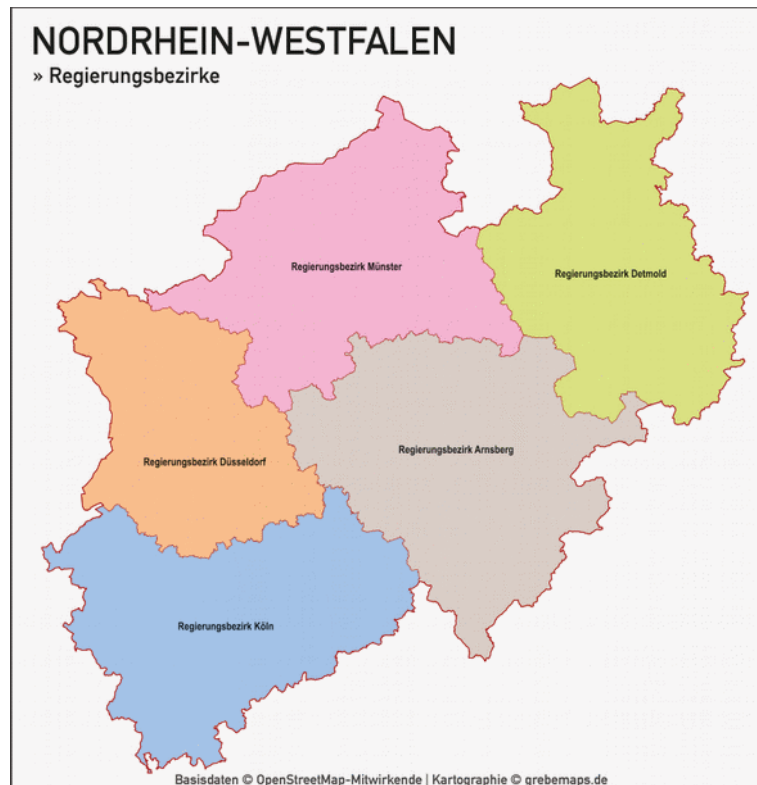 NORDRHEIN-WESTFALEN
» Regierungsbezirke
Regierungsbezirk Münster
Regierungsbezirk Detmold
Regierungsbezirk Arnsberg
Regierungsbezirk Düsseldorf
Regierungsbezirk Köln
Basisdaten © OpenStreetMap-Mitwirkende | Kartographie © grebemaps.de